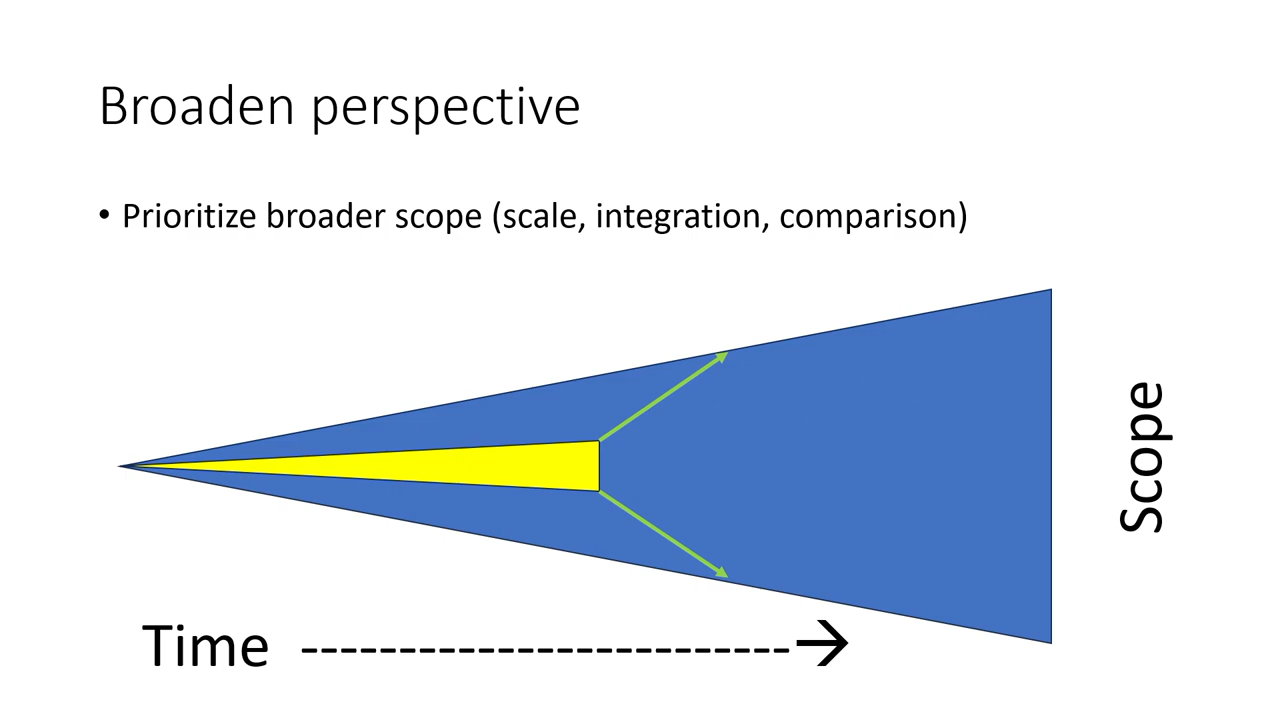 Broaden perspective
• Prioritize broader scope (scale, integration, comparison)
Scope
Time -------------------------→